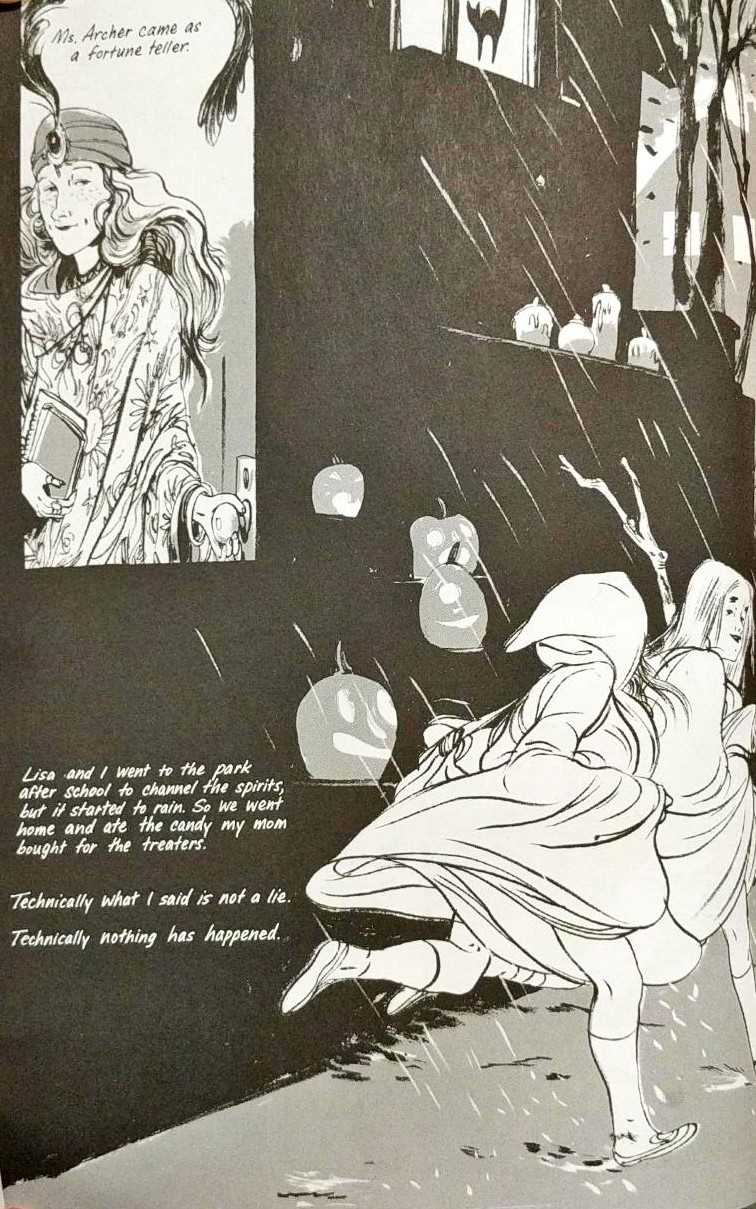 Ms. Archer came as
a fortune teller.
Lisa and I went to the park
after school to channel the spirits,
but it started to rain. So we went
home and ate the candy my mom
bought for the treaters.
Technically what I said is not a lie.
Technically nothing has happened.